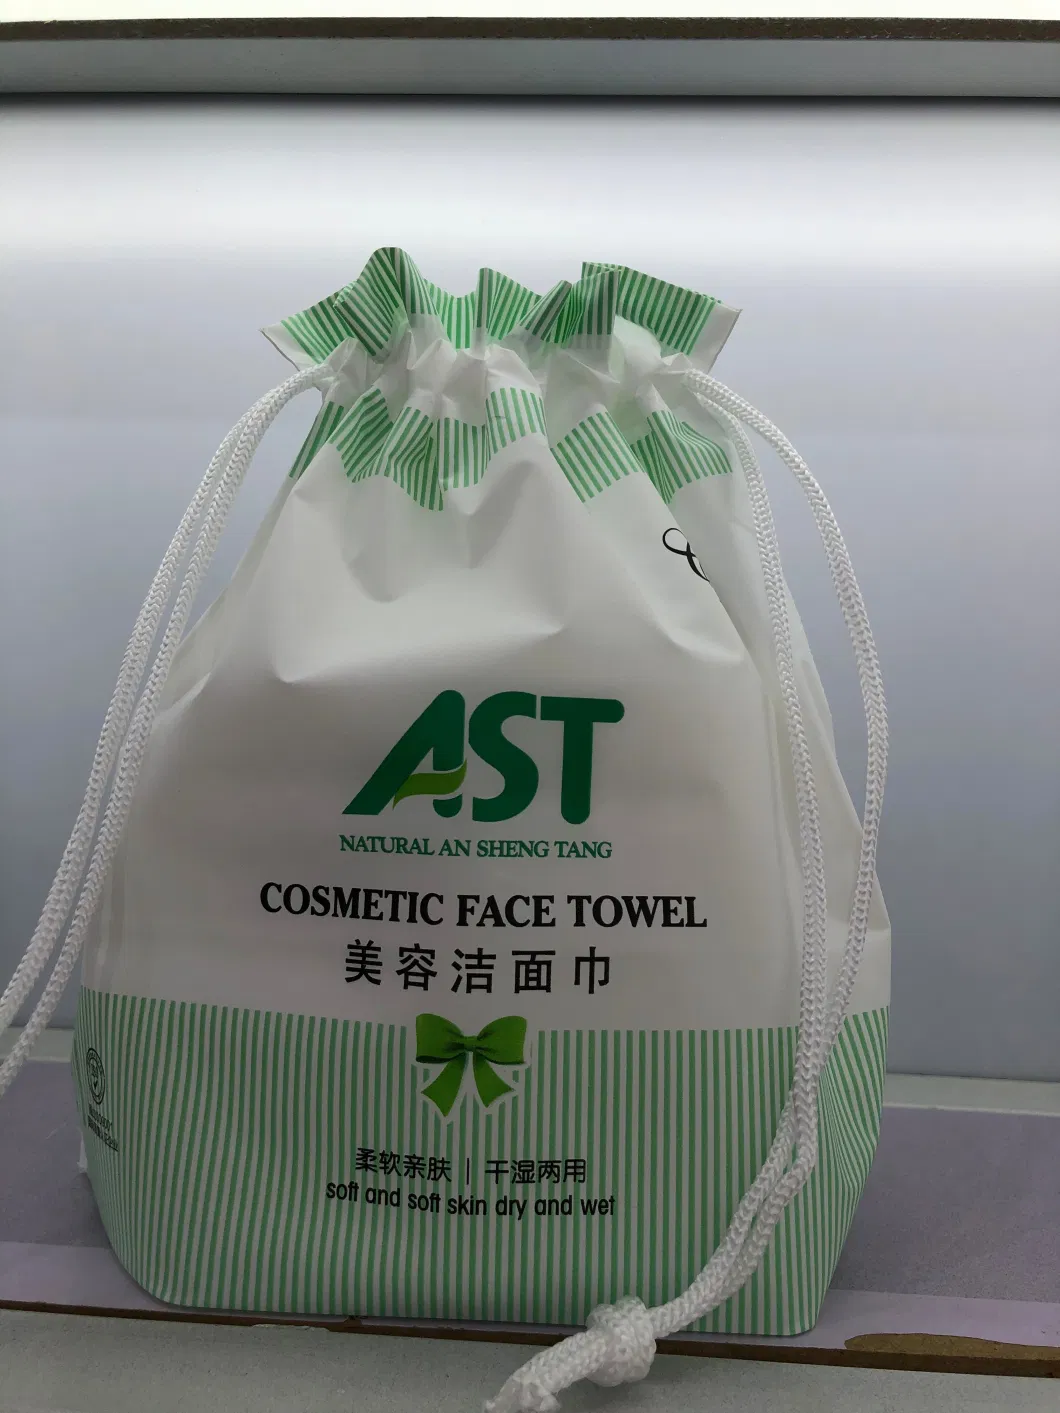 AST
NATURAL AN SHENG TANG
COSMETIC FACE TOWEL
美容洁面巾
柔软亲肤 | 干湿两用
soft and soft skin dry and wet